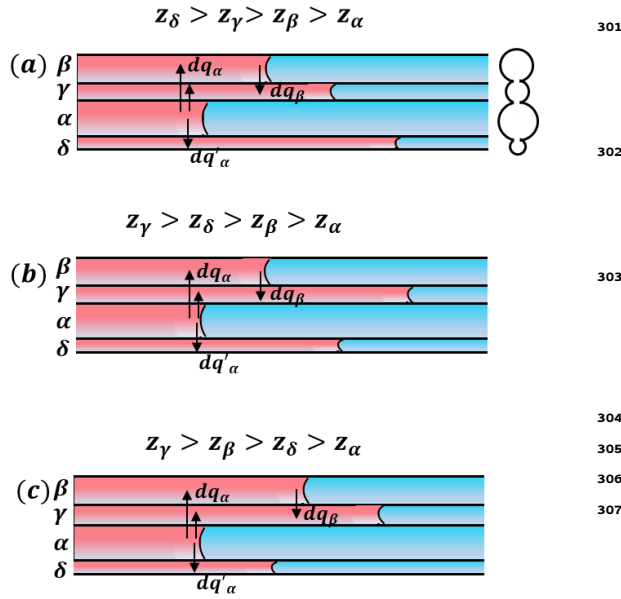 z_δ > z_γ > z_β > z_α
301
(a) β
dq_α
γ
dq_β
α
δ
dq'_α
302
z_γ > z_δ > z_β > z_α
(b) β
dq_α
303
γ
dq_β
α
δ
dq'_α
304
z_γ > z_β > z_δ > z_α
305
(c) β
dq_α
306
γ
dq_β
307
α
δ
dq'_α